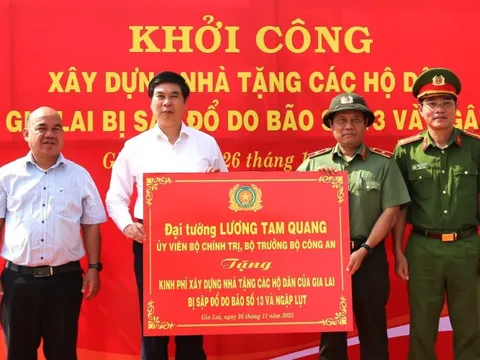 KHỞI CÔNG
XÂY DỰNG NHÀ TẶNG CÁC HỘ DÂ
GIA LAI BỊ SẬP ĐỔ DO BÃO SỐ 13 VÀ NGẬ
Gia 26 tháng 1
Đại tướng LƯƠNG TAM QUANG
ỦY VIÊN BỘ CHÍNH TRỊ, BỘ TRƯỞNG BỘ CÔNG AN
Tặng
KINH PHÍ XÂY DỰNG NHÀ TẶNG CÁC HỘ DÂN CỦA GIA LAI
BỊ SẬP ĐỔ DO BÃO SỐ 13 VÀ NGẬP LỤT
Gia Lai, ngày 26 tháng 11 năm 2025